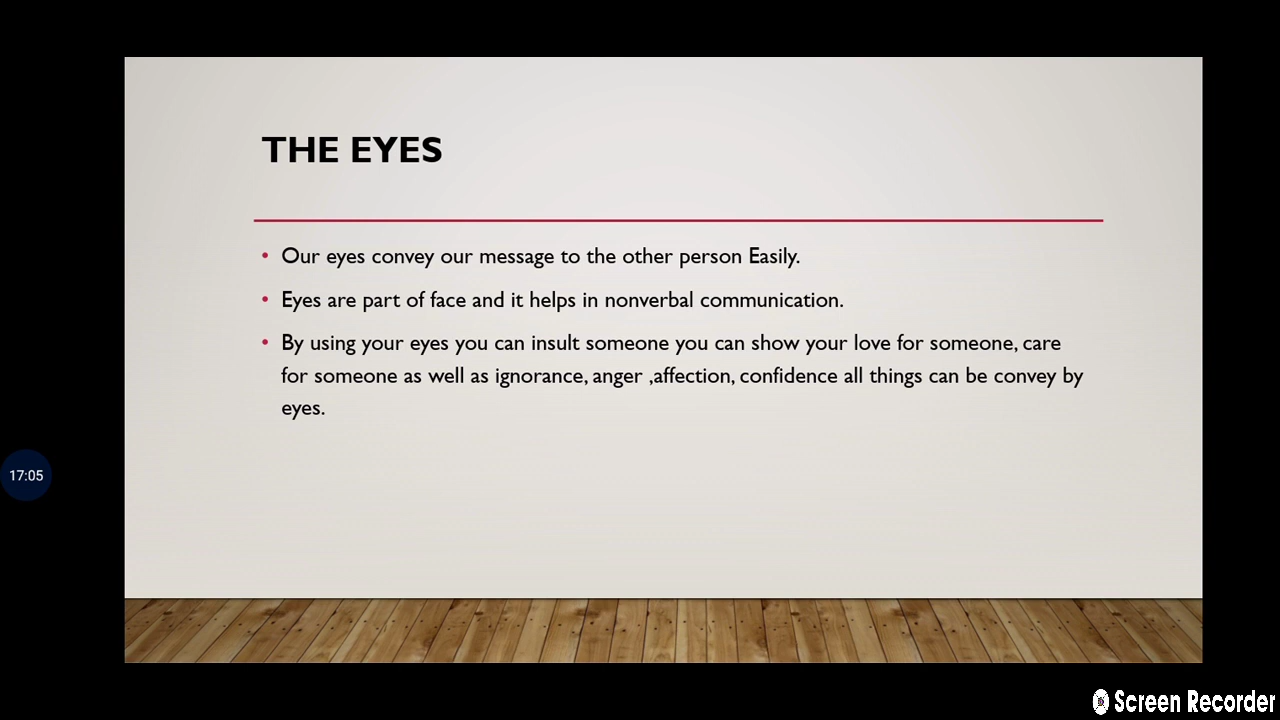 THE EYES
• Our eyes convey our message to the other person Easily.
• Eyes are part of face and it helps in nonverbal communication.
• By using your eyes you can insult someone you can show your love for someone, care
for someone as well as ignorance, anger ,affection, confidence all things can be convey by
eyes.
17:05
Screen Recorder